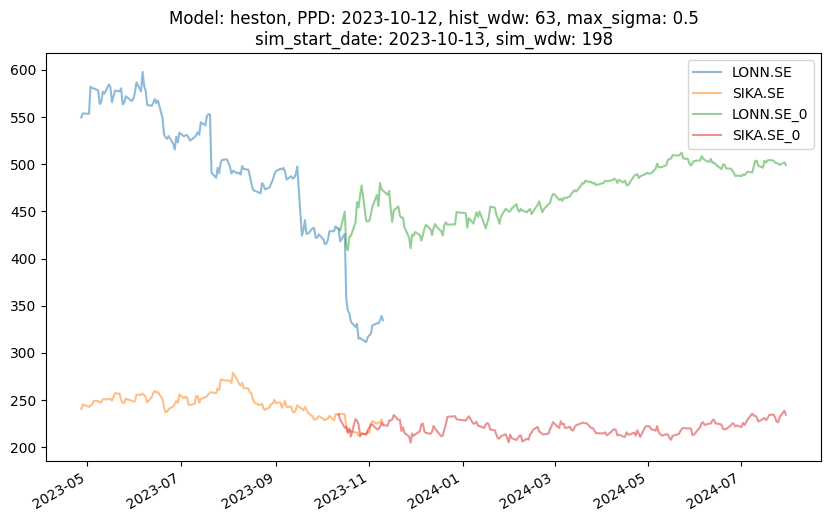 Model: heston, PPD: 2023-10-12, hist_wdw: 63, max_sigma: 0.5
sim_start_date: 2023-10-13, sim_wdw: 198
LONN.SE
SIKA.SE
LONN.SE_0
SIKA.SE_0
600
550
500
450
400
350
300
250
200
2023-05
2023-07
2023-09
2023-11
2024-01
2024-03
2024-05
2024-07